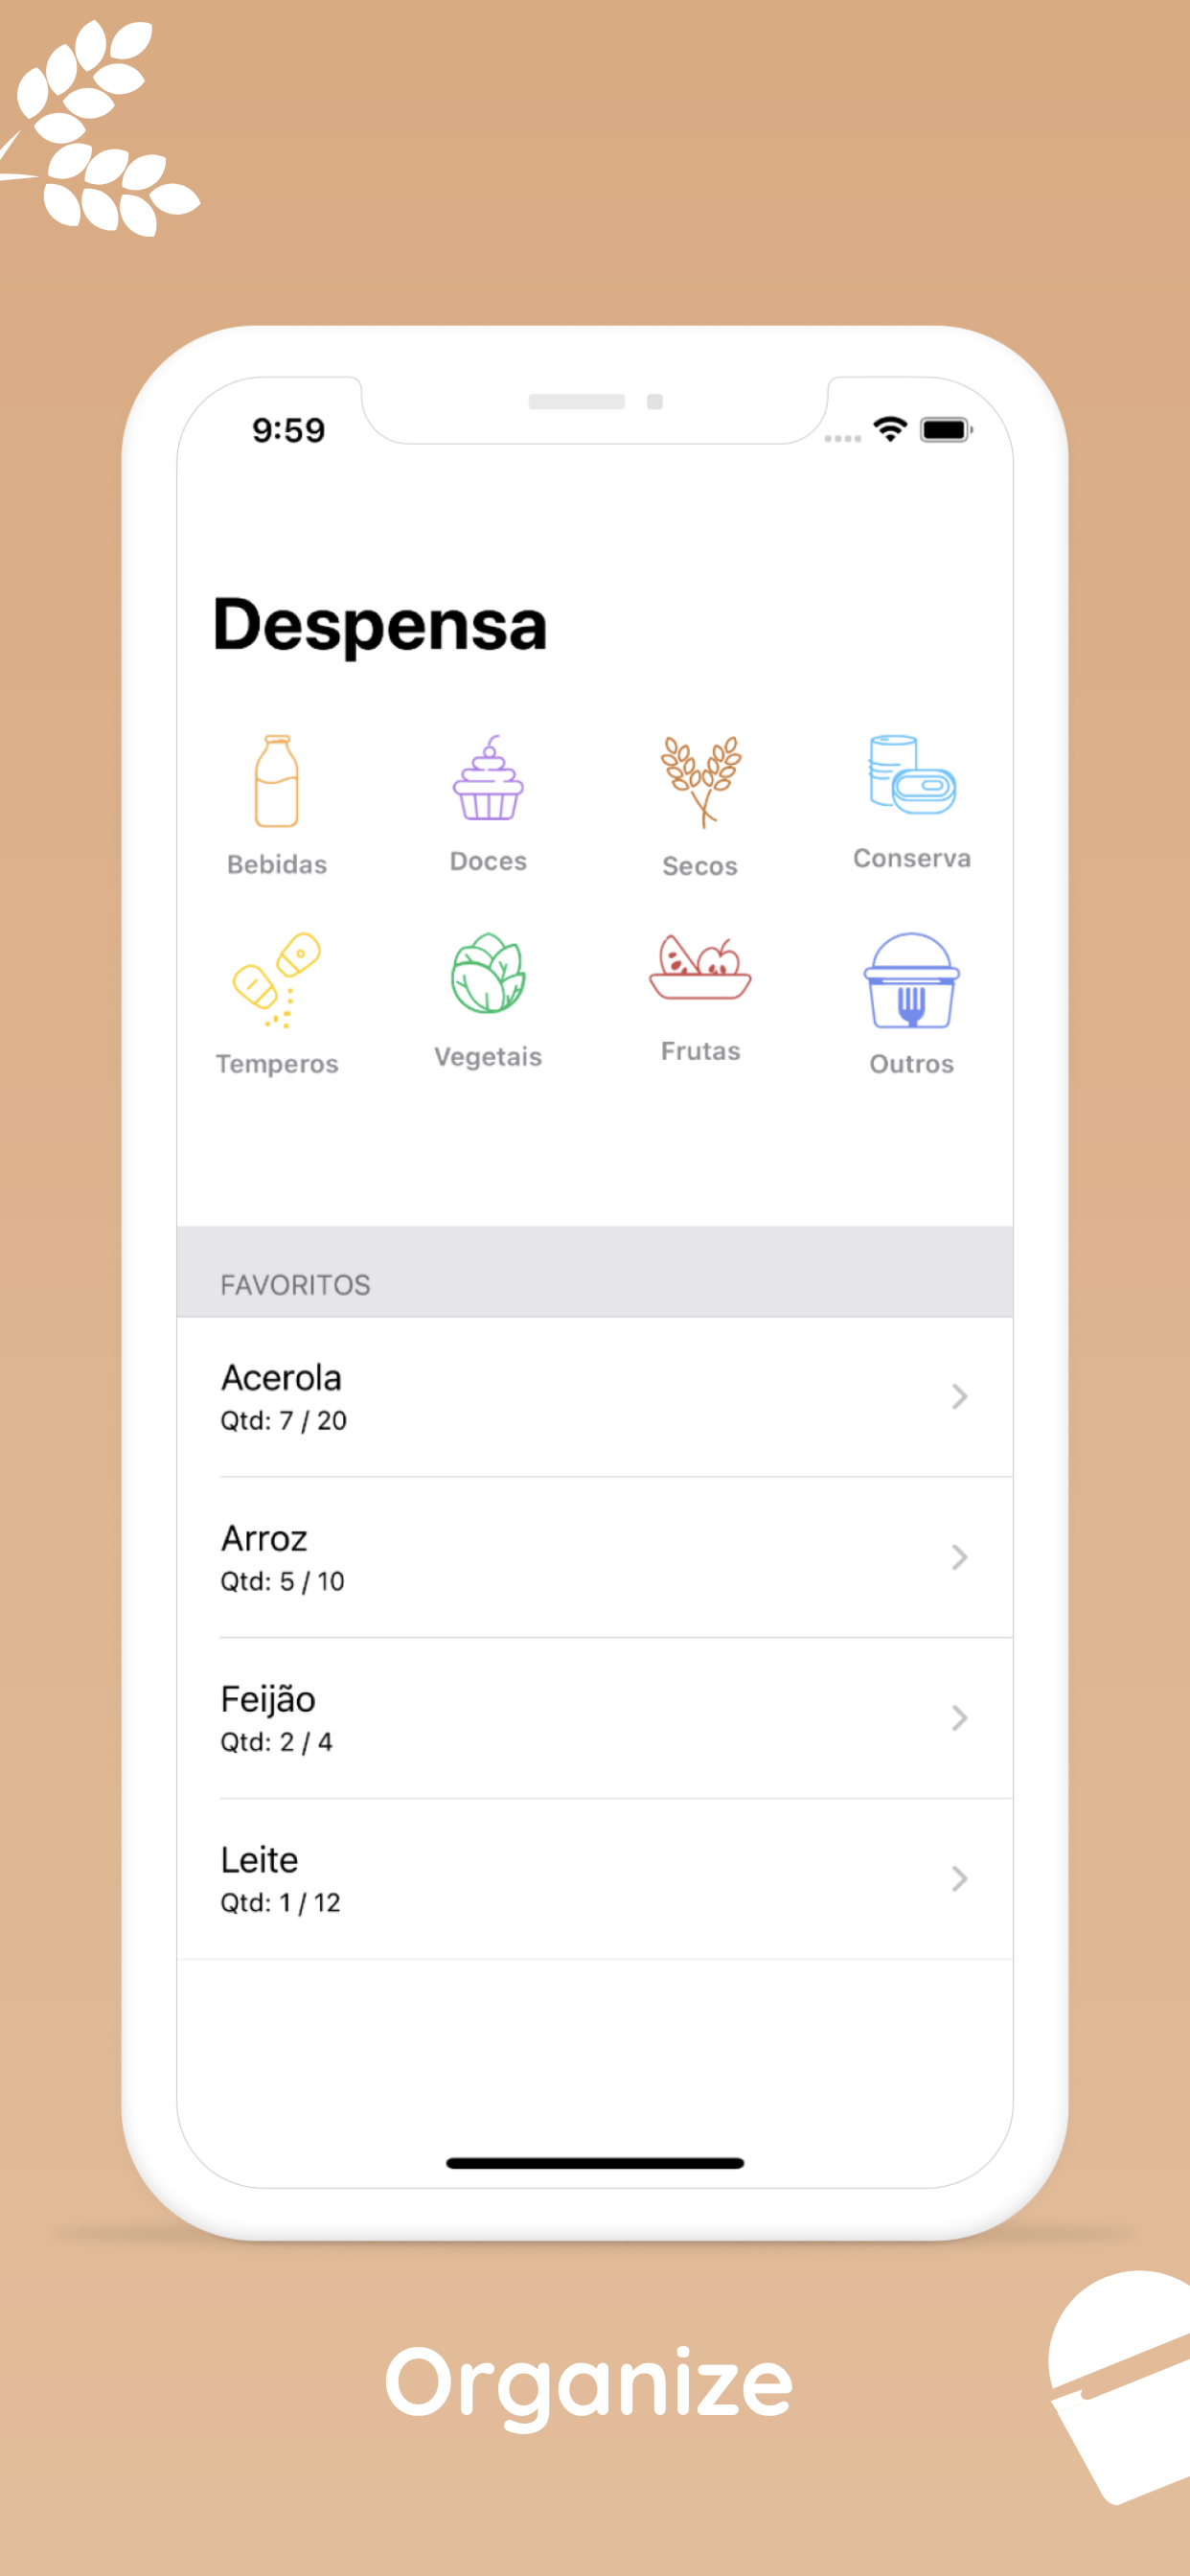 9:59
Despensa
Bebidas Doces Secos Conserva
Temperos Vegetais Frutas Outros
FAVORITOS
Acerola
Qtd: 7 / 20
Arroz
Qtd: 5 / 10
Feijão
Qtd: 2 / 4
Leite
Qtd: 1 / 12
Organize